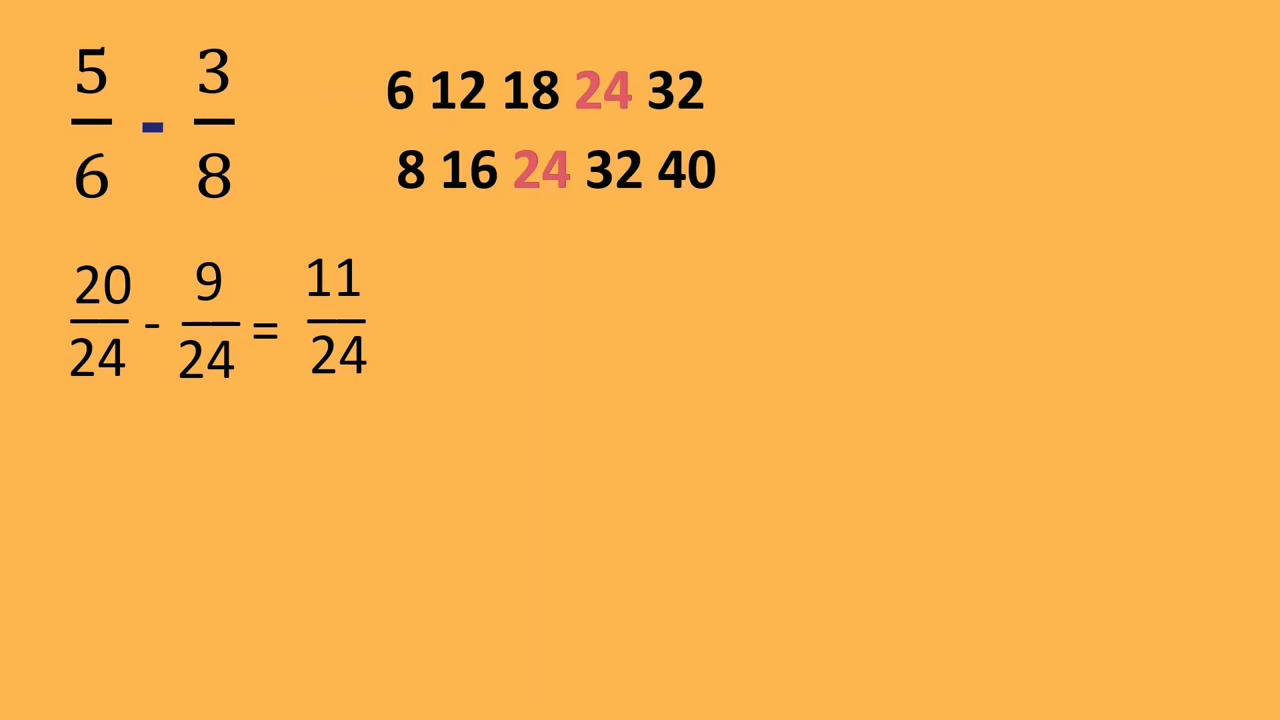 5/6 - 3/8
6 12 18 24 32
8 16 24 32 40
20/24 - 9/24 = 11/24